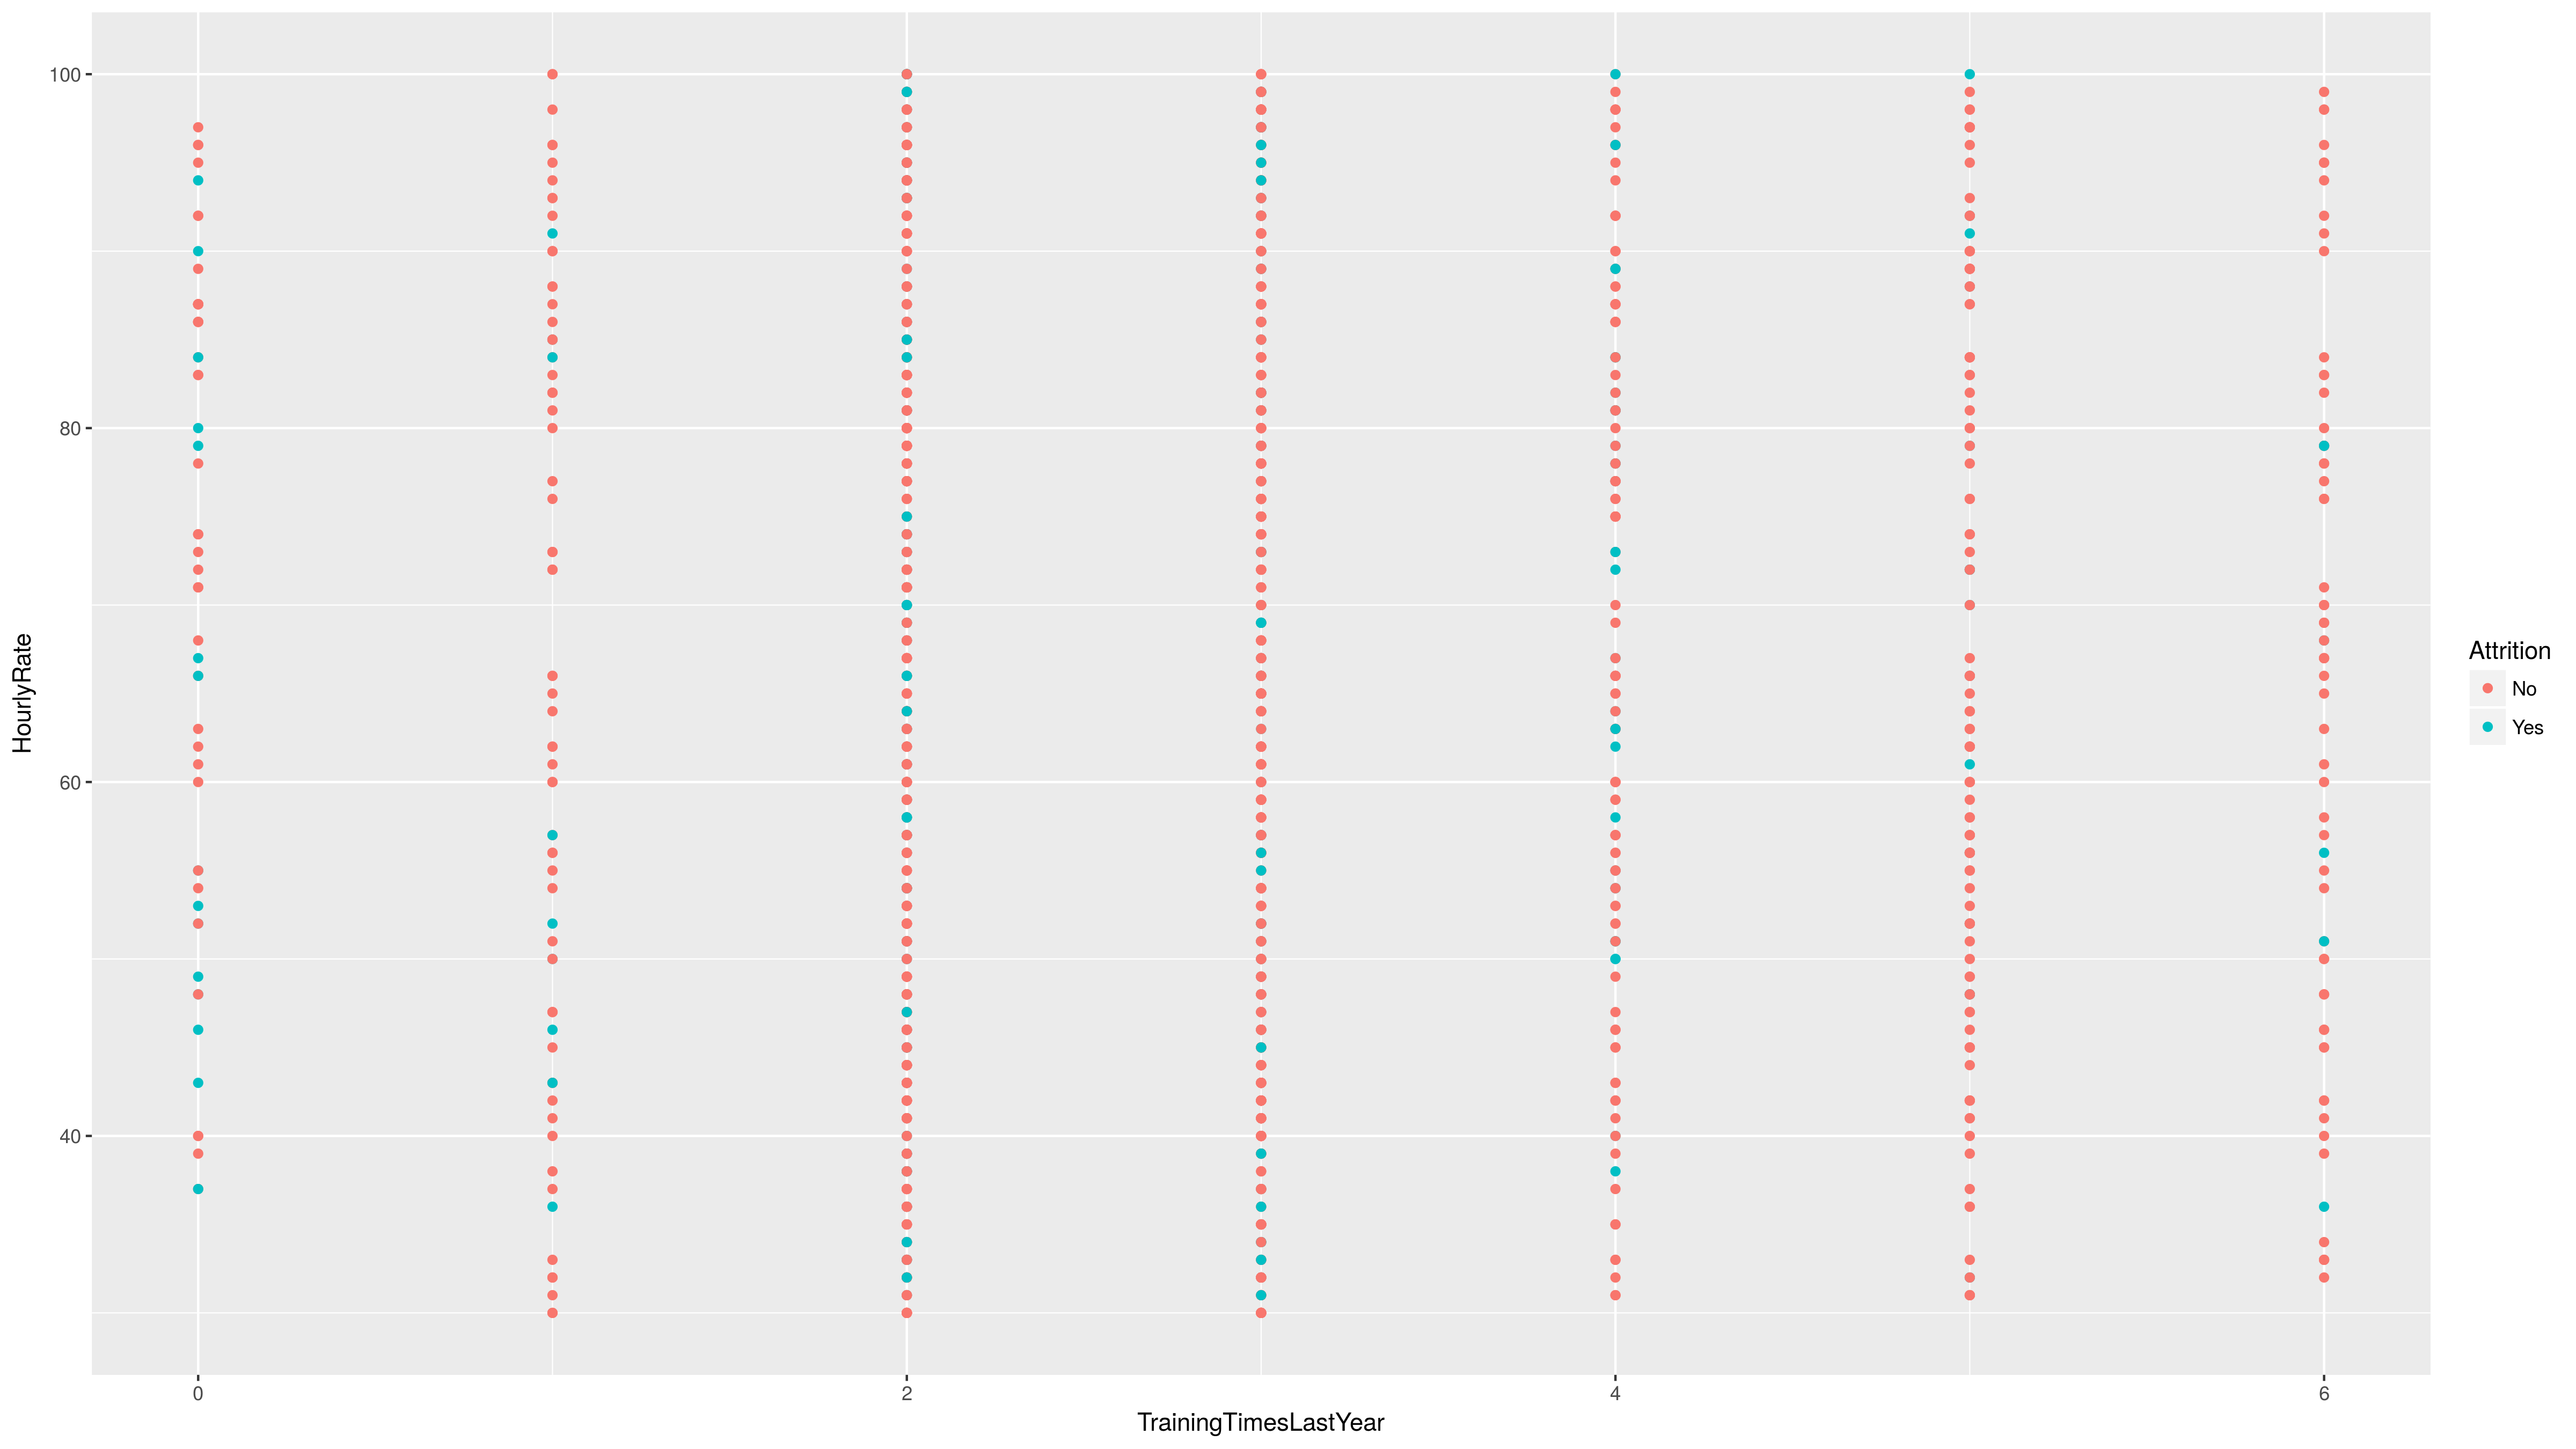 HourlyRate
100
80
60
40
0
2
4
6
TrainingTimesLastYear
Attrition
No
Yes